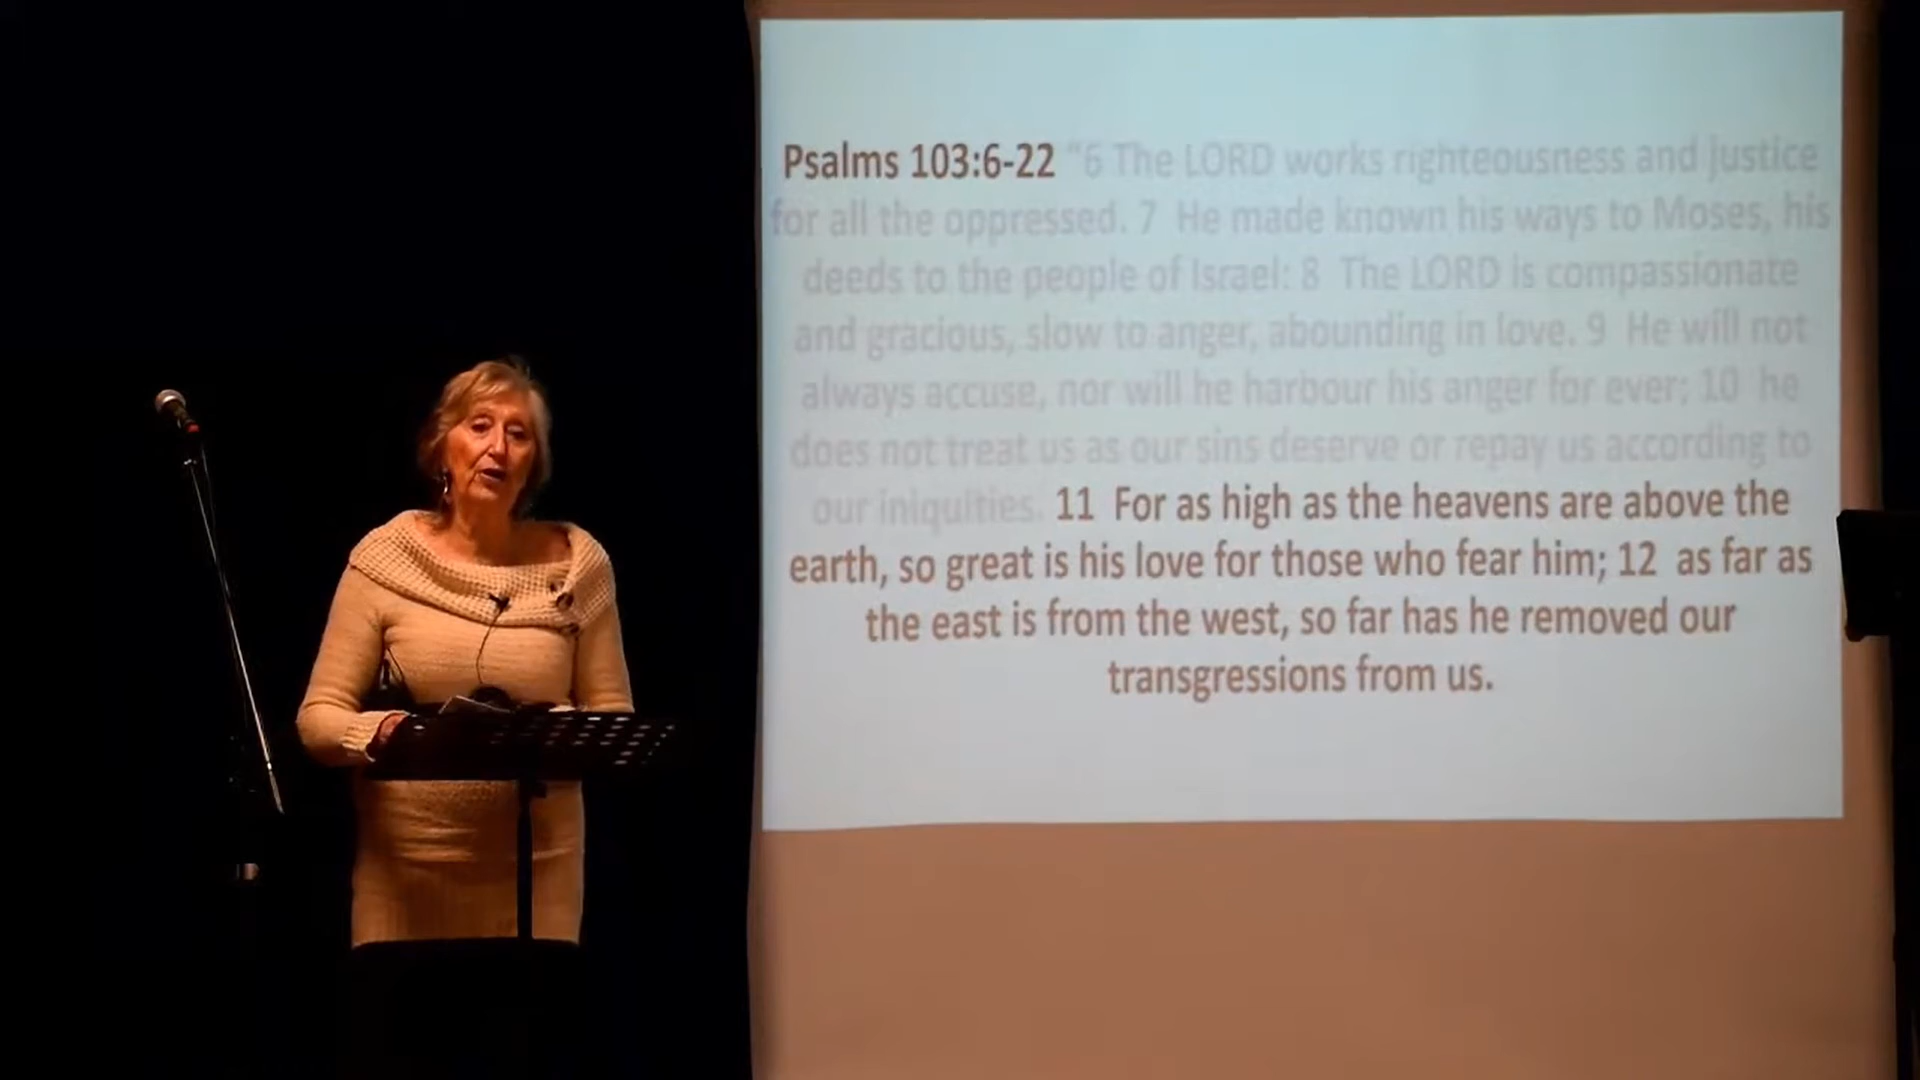 Psalms 103:6-22 “6 The LORD works righteousness and justice
for all the oppressed. 7 He made known his ways to Moses, his
deeds to the people of Israel: 8 The LORD is compassionate
and gracious, slow to anger, abounding in love. 9 He will not
always accuse, nor will he harbour his anger for ever; 10 he
does not treat us as our sins deserve or repay us according to
our iniquities. 11 For as high as the heavens are above the
earth, so great is his love for those who fear him; 12 as far as
the east is from the west, so far has he removed our
transgressions from us.